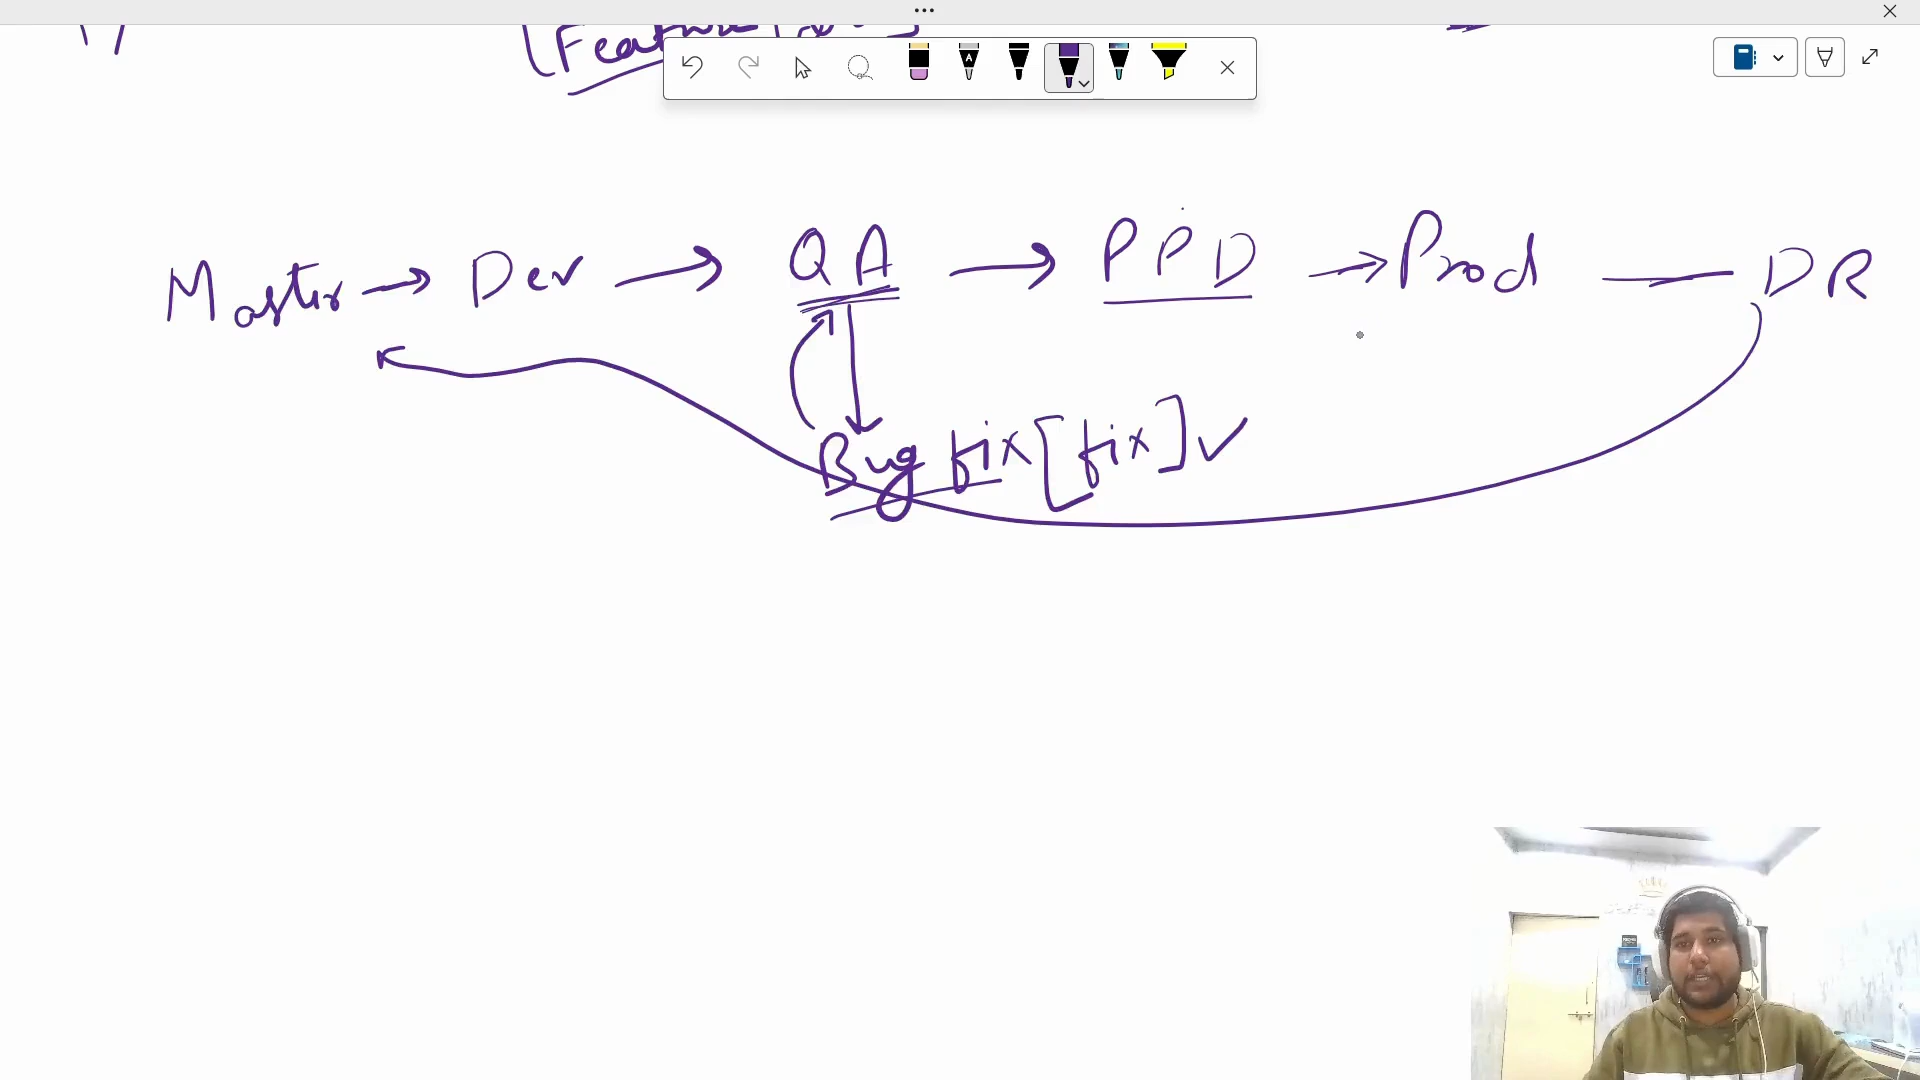 Master → Dev → QA → PPD → Prod — DR
Bug fix [fix] ✓